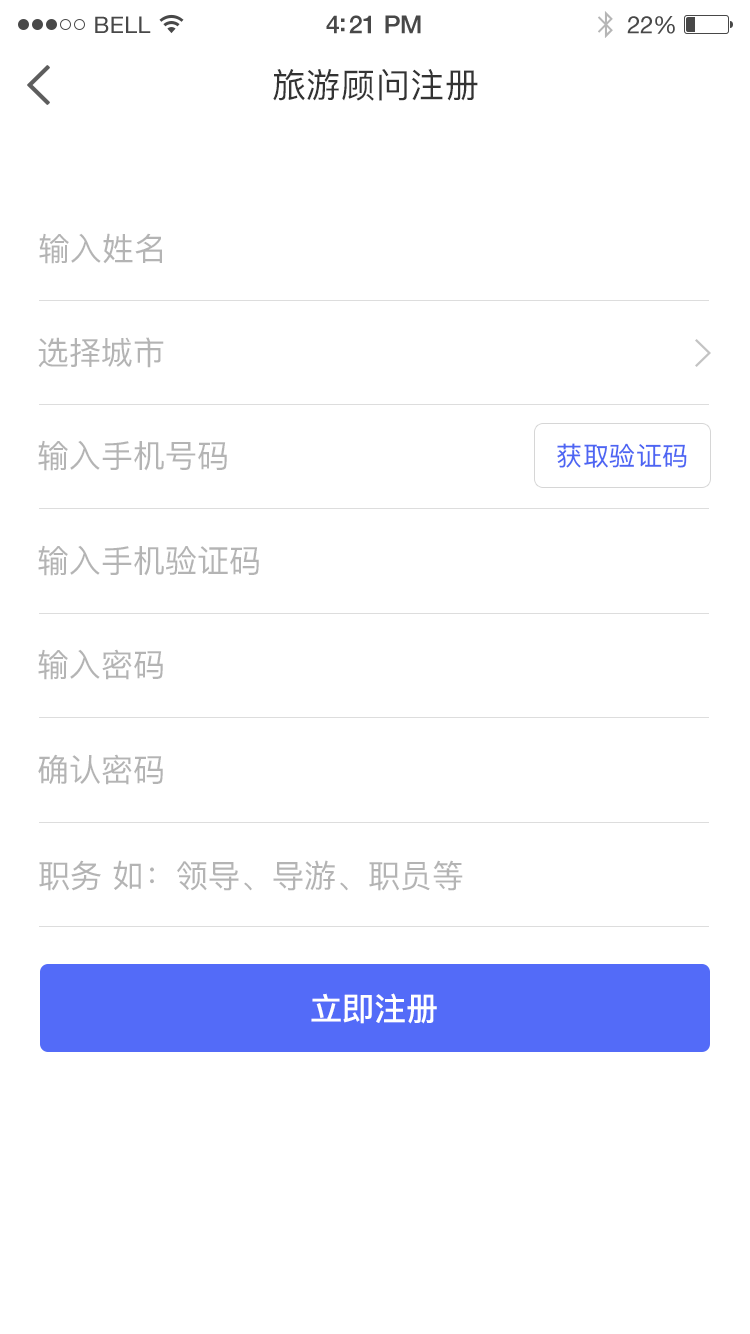 BELL 4:21 PM 22%
旅游顾问注册
输入姓名
选择城市
输入手机号码 获取验证码
输入手机验证码
输入密码
确认密码
职务 如：领导、导游、职员等
立即注册